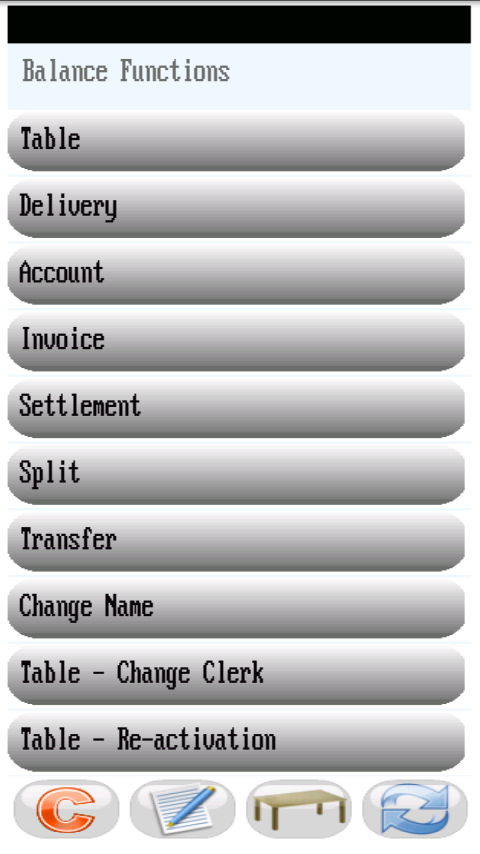 Balance Functions
Table
Delivery
Account
Invoice
Settlement
Split
Transfer
Change Name
Table - Change Clerk
Table - Re-activation
C